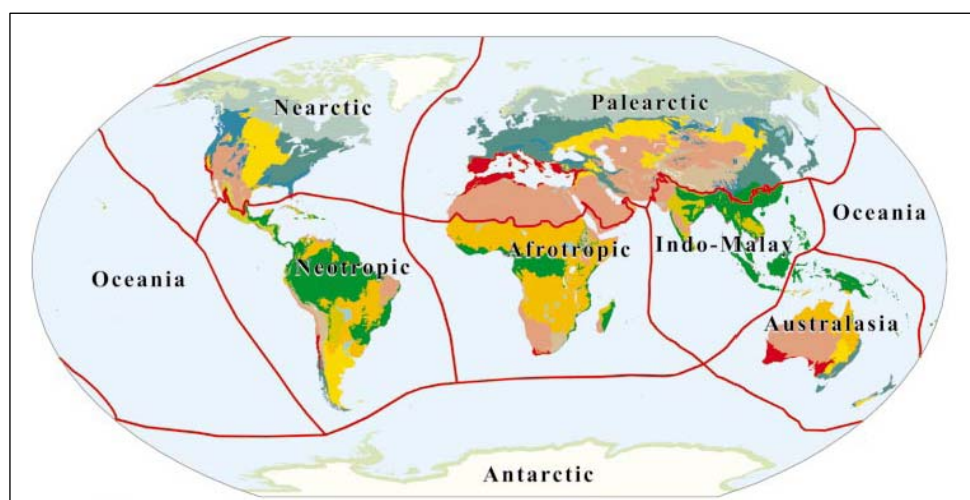 Nearctic
Palearctic
Oceania
Afrotropic
Indo-Malay
Neotropic
Oceania
Australasia
Antarctic